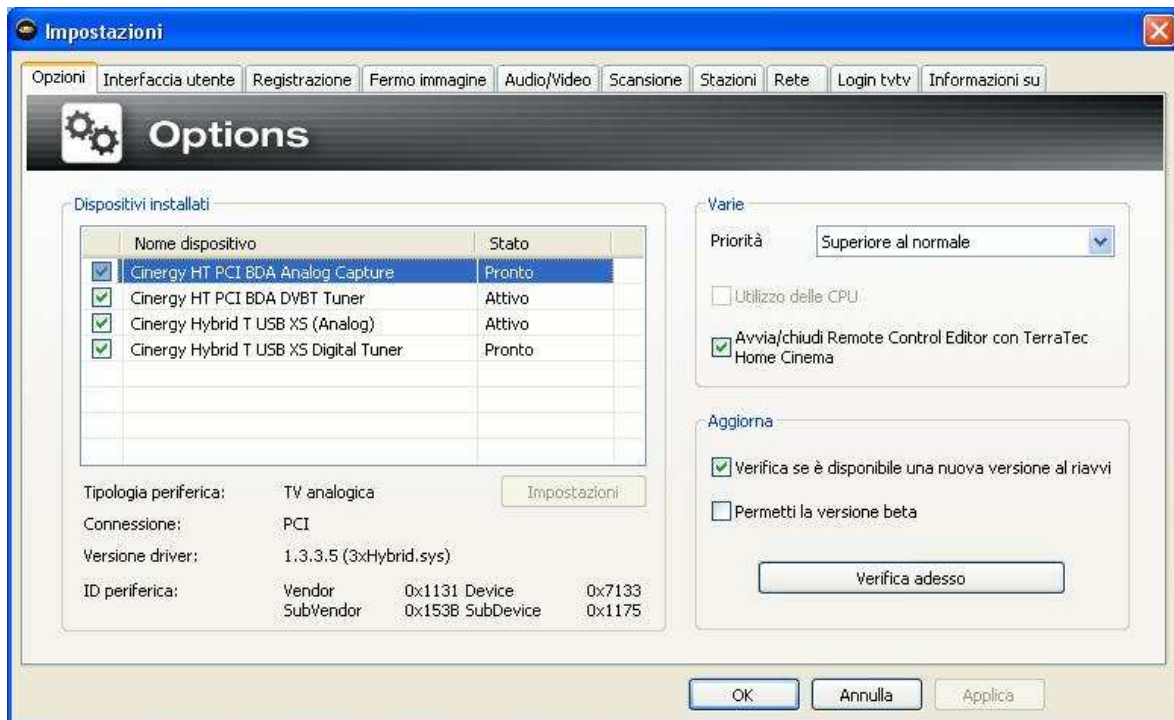 Impostazioni
Opzioni Interfaccia utente Registrazione Fermo immagine Audio/Video Scansione Stazioni Rete Login tvtv Informazioni su
Options
Dispositivi installati
Nome dispositivo Stato
Cinergy HT PCI BDA Analog Capture Pronto
Cinergy HT PCI BDA DVBT Tuner Attivo
Cinergy Hybrid T USB XS (Analog) Attivo
Cinergy Hybrid T USB XS Digital Tuner Pronto
Tipologia periferica: TV analogica Impostazioni
Connessione: PCI
Versione driver: 1.3.3.5 (3xHybrid.sys)
ID periferica: Vendor 0x1131 Device 0x7133
SubVendor 0x153B SubDevice 0x1175
Varie
Priorità Superiore al normale
Utilizzo delle CPU
Avvia/chiudi Remote Control Editor con TerraTec
Home Cinema
Aggiorna
Verifica se è disponibile una nuova versione al riavvi
Permetti la versione beta
Verifica adesso
OK Annulla Applica